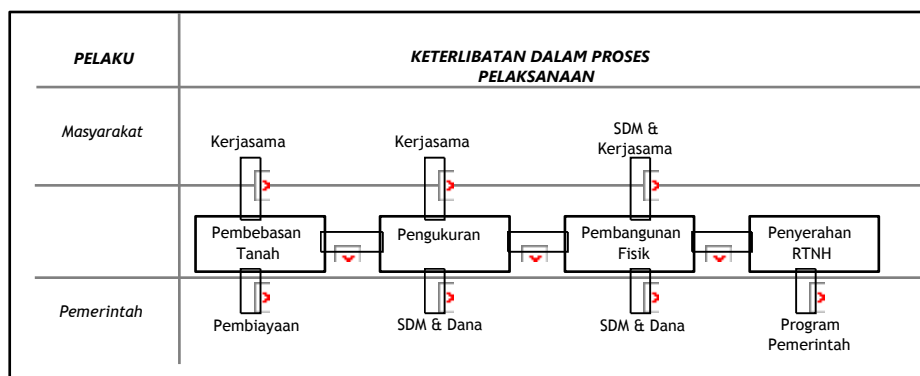 PELAKU
KETERLIBATAN DALAM PROSES
PELAKSANAAN
Masyarakat
Kerjasama
Kerjasama
SDM &
Kerjasama
Pembebasan
Tanah
Pengukuran
Pembangunan
Fisik
Penyerahan
RTNH
Pemerintah
Pembiayaan
SDM & Dana
SDM & Dana
Program
Pemerintah